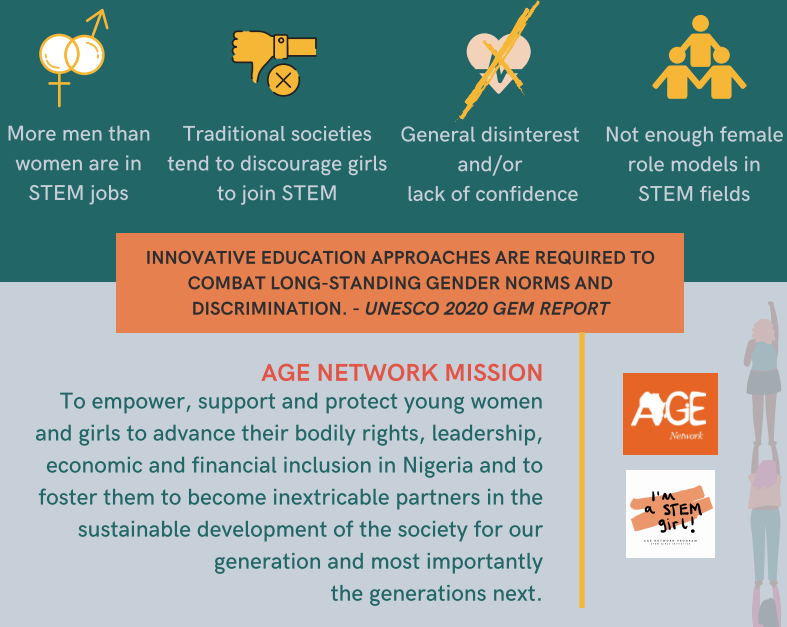 More men than
women are in
STEM jobs
Traditional societies
tend to discourage girls
to join STEM
General disinterest
and/or
lack of confidence
Not enough female
role models in
STEM fields
INNOVATIVE EDUCATION APPROACHES ARE REQUIRED TO
COMBAT LONG-STANDING GENDER NORMS AND
DISCRIMINATION. - UNESCO 2020 GEM REPORT
AGE NETWORK MISSION
To empower, support and protect young women
and girls to advance their bodily rights, leadership,
economic and financial inclusion in Nigeria and to
foster them to become inextricable partners in the
sustainable development of the society for our
generation and most importantly
the generations next.
AGE
Network
I'm
a STEM
girl!
AGE NETWORK PROGRAM
STEM GIRLS INITIATIVE